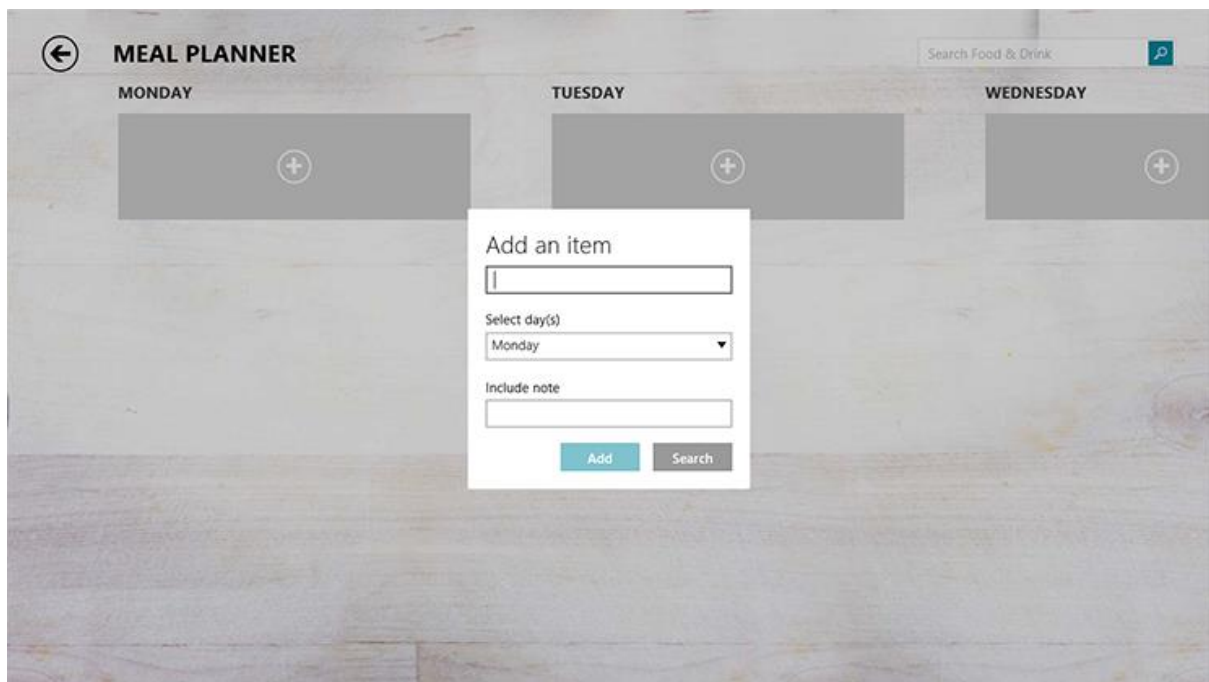 MEAL PLANNER
Search Food & Drink
MONDAY
TUESDAY
WEDNESDAY
Add an item
Select day(s)
Monday
Include note
Add
Search